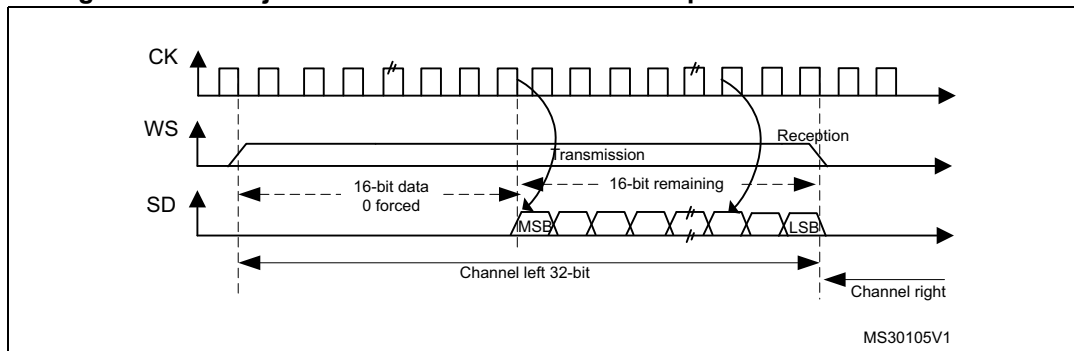 CK
WS
Reception
Transmission
16-bit data
0 forced
16-bit remaining
SD
MSB
LSB
Channel left 32-bit
Channel right
MS30105V1